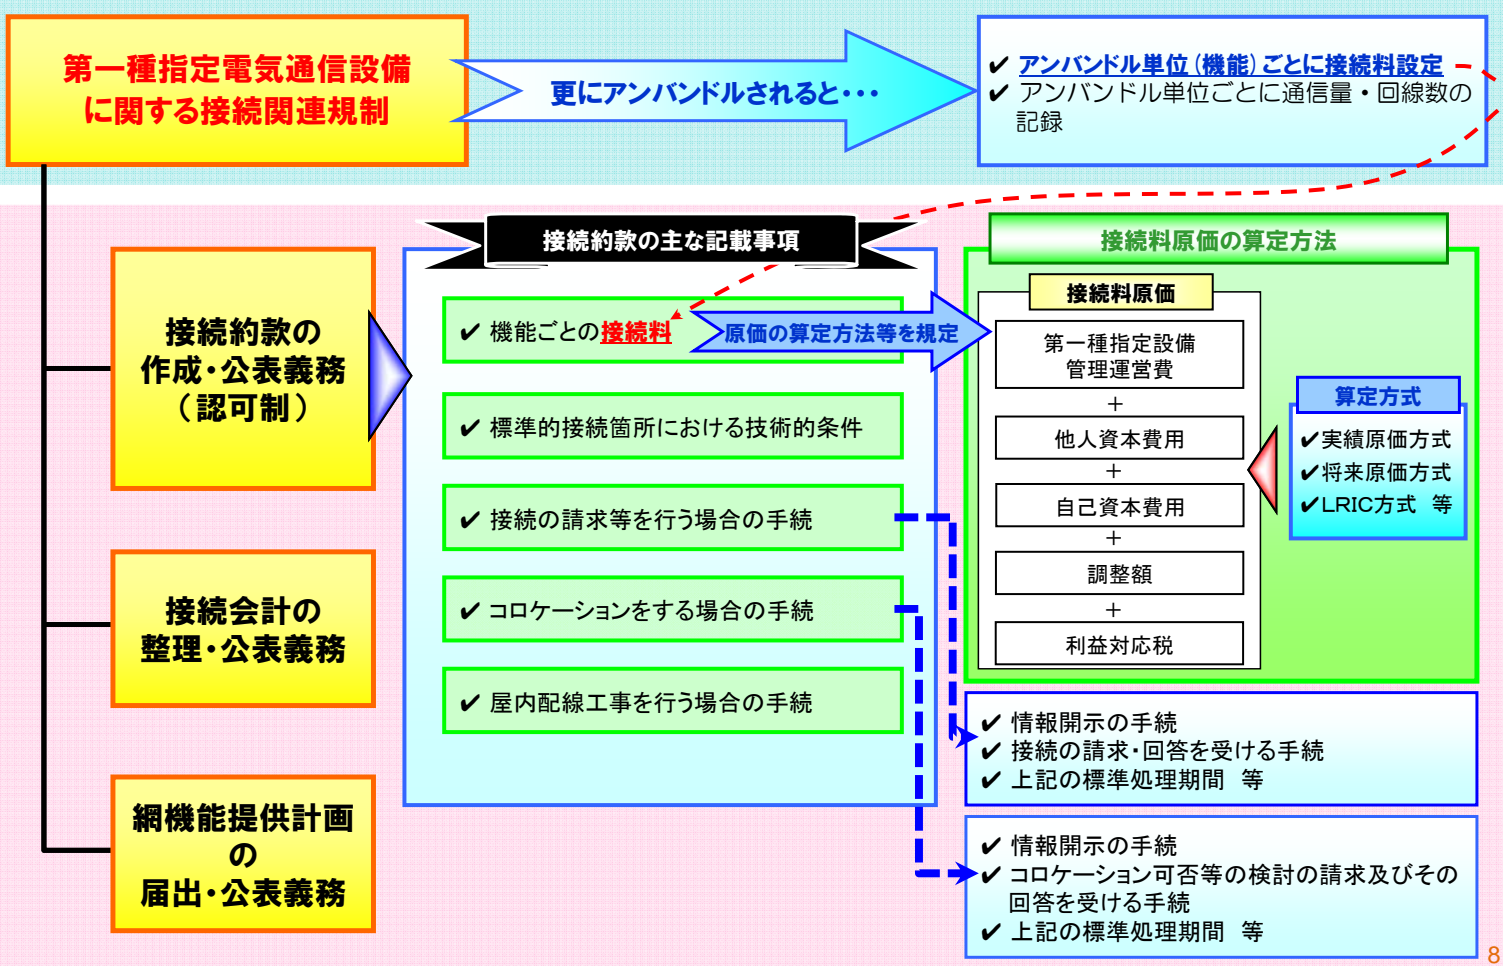 第一種指定電気通信設備
に関する接続関連規制
更にアンバンドルされると・・・
✔ アンバンドル単位(機能)ごとに接続料設定
✔ アンバンドル単位ごとに通信量・回線数の
記録
接続約款の
作成・公表義務
(認可制)
接続会計の
整理・公表義務
網機能提供計画
の
届出・公表義務
接続約款の主な記載事項
✔ 機能ごとの接続料
原価の算定方法等を規定
✔ 標準的接続箇所における技術的条件
✔ 接続の請求等を行う場合の手続
✔ コロケーションをする場合の手続
✔ 屋内配線工事を行う場合の手続
接続料原価の算定方法
接続料原価
第一種指定設備
管理運営費
+
他人資本費用
+
自己資本費用
+
調整額
+
利益対応税
算定方式
✔実績原価方式
✔将来原価方式
✔LRIC方式 等
✔ 情報開示の手続
✔ 接続の請求・回答を受ける手続
✔ 上記の標準処理期間 等
✔ 情報開示の手続
✔ コロケーション可否等の検討の請求及びその
回答を受ける手続
✔ 上記の標準処理期間 等
8